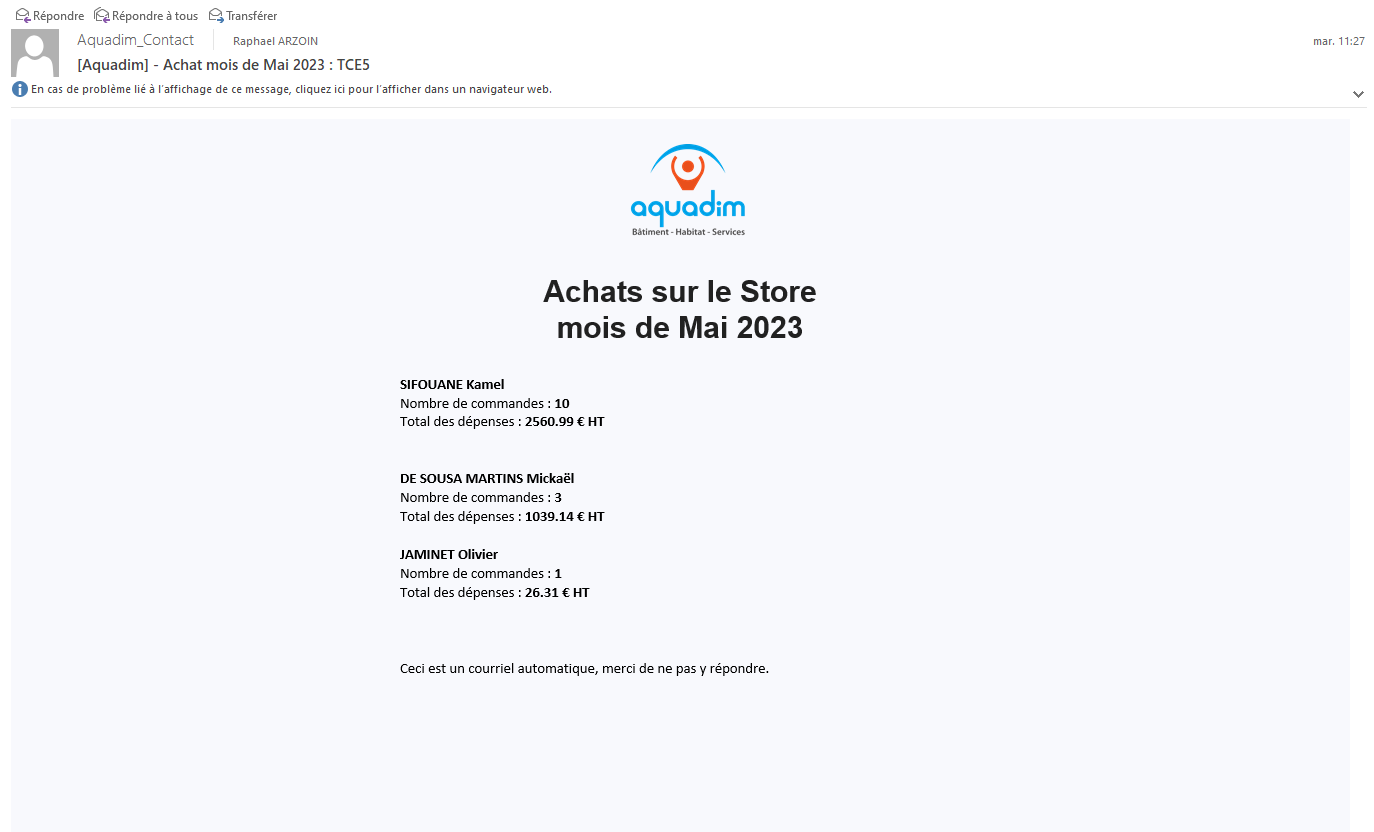 Répondre Répondre à tous Transférer
Aquadim_Contact Raphael ARZOIN mar. 11:27
[Aquadim] - Achat mois de Mai 2023 : TCE5
En cas de problème lié à l'affichage de ce message, cliquez ici pour l'afficher dans un navigateur web.
aquadim
Bâtiment - Habitat - Services
Achats sur le Store
mois de Mai 2023
SIFOUANE Kamel
Nombre de commandes : 10
Total des dépenses : 2560.99 € HT
DE SOUSA MARTINS Mickaël
Nombre de commandes : 3
Total des dépenses : 1039.14 € HT
JAMINET Olivier
Nombre de commandes : 1
Total des dépenses : 26.31 € HT
Ceci est un courriel automatique, merci de ne pas y répondre.